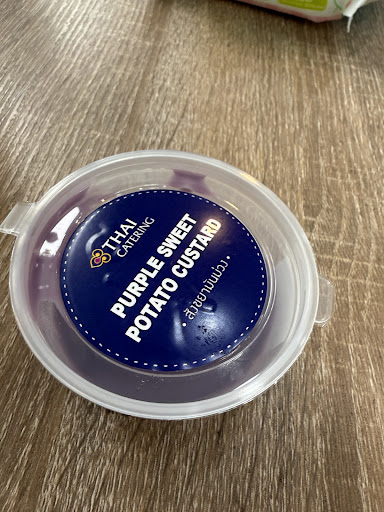 THAI
CATERING
PURPLE SWEET
POTATO CUSTARD
• สังขยามันม่วง •